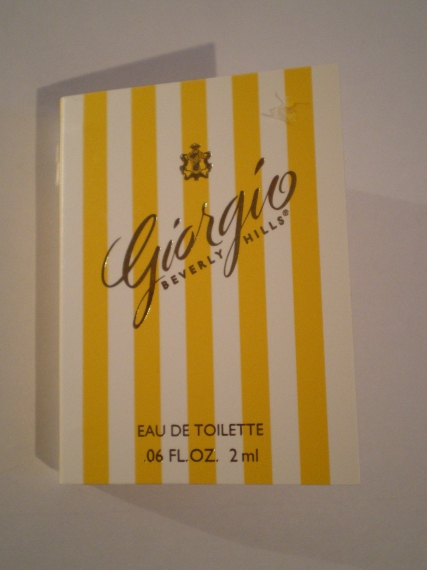 Giorgio
BEVERLY HILLS®
EAU DE TOILETTE
.06 FL.OZ. 2 ml